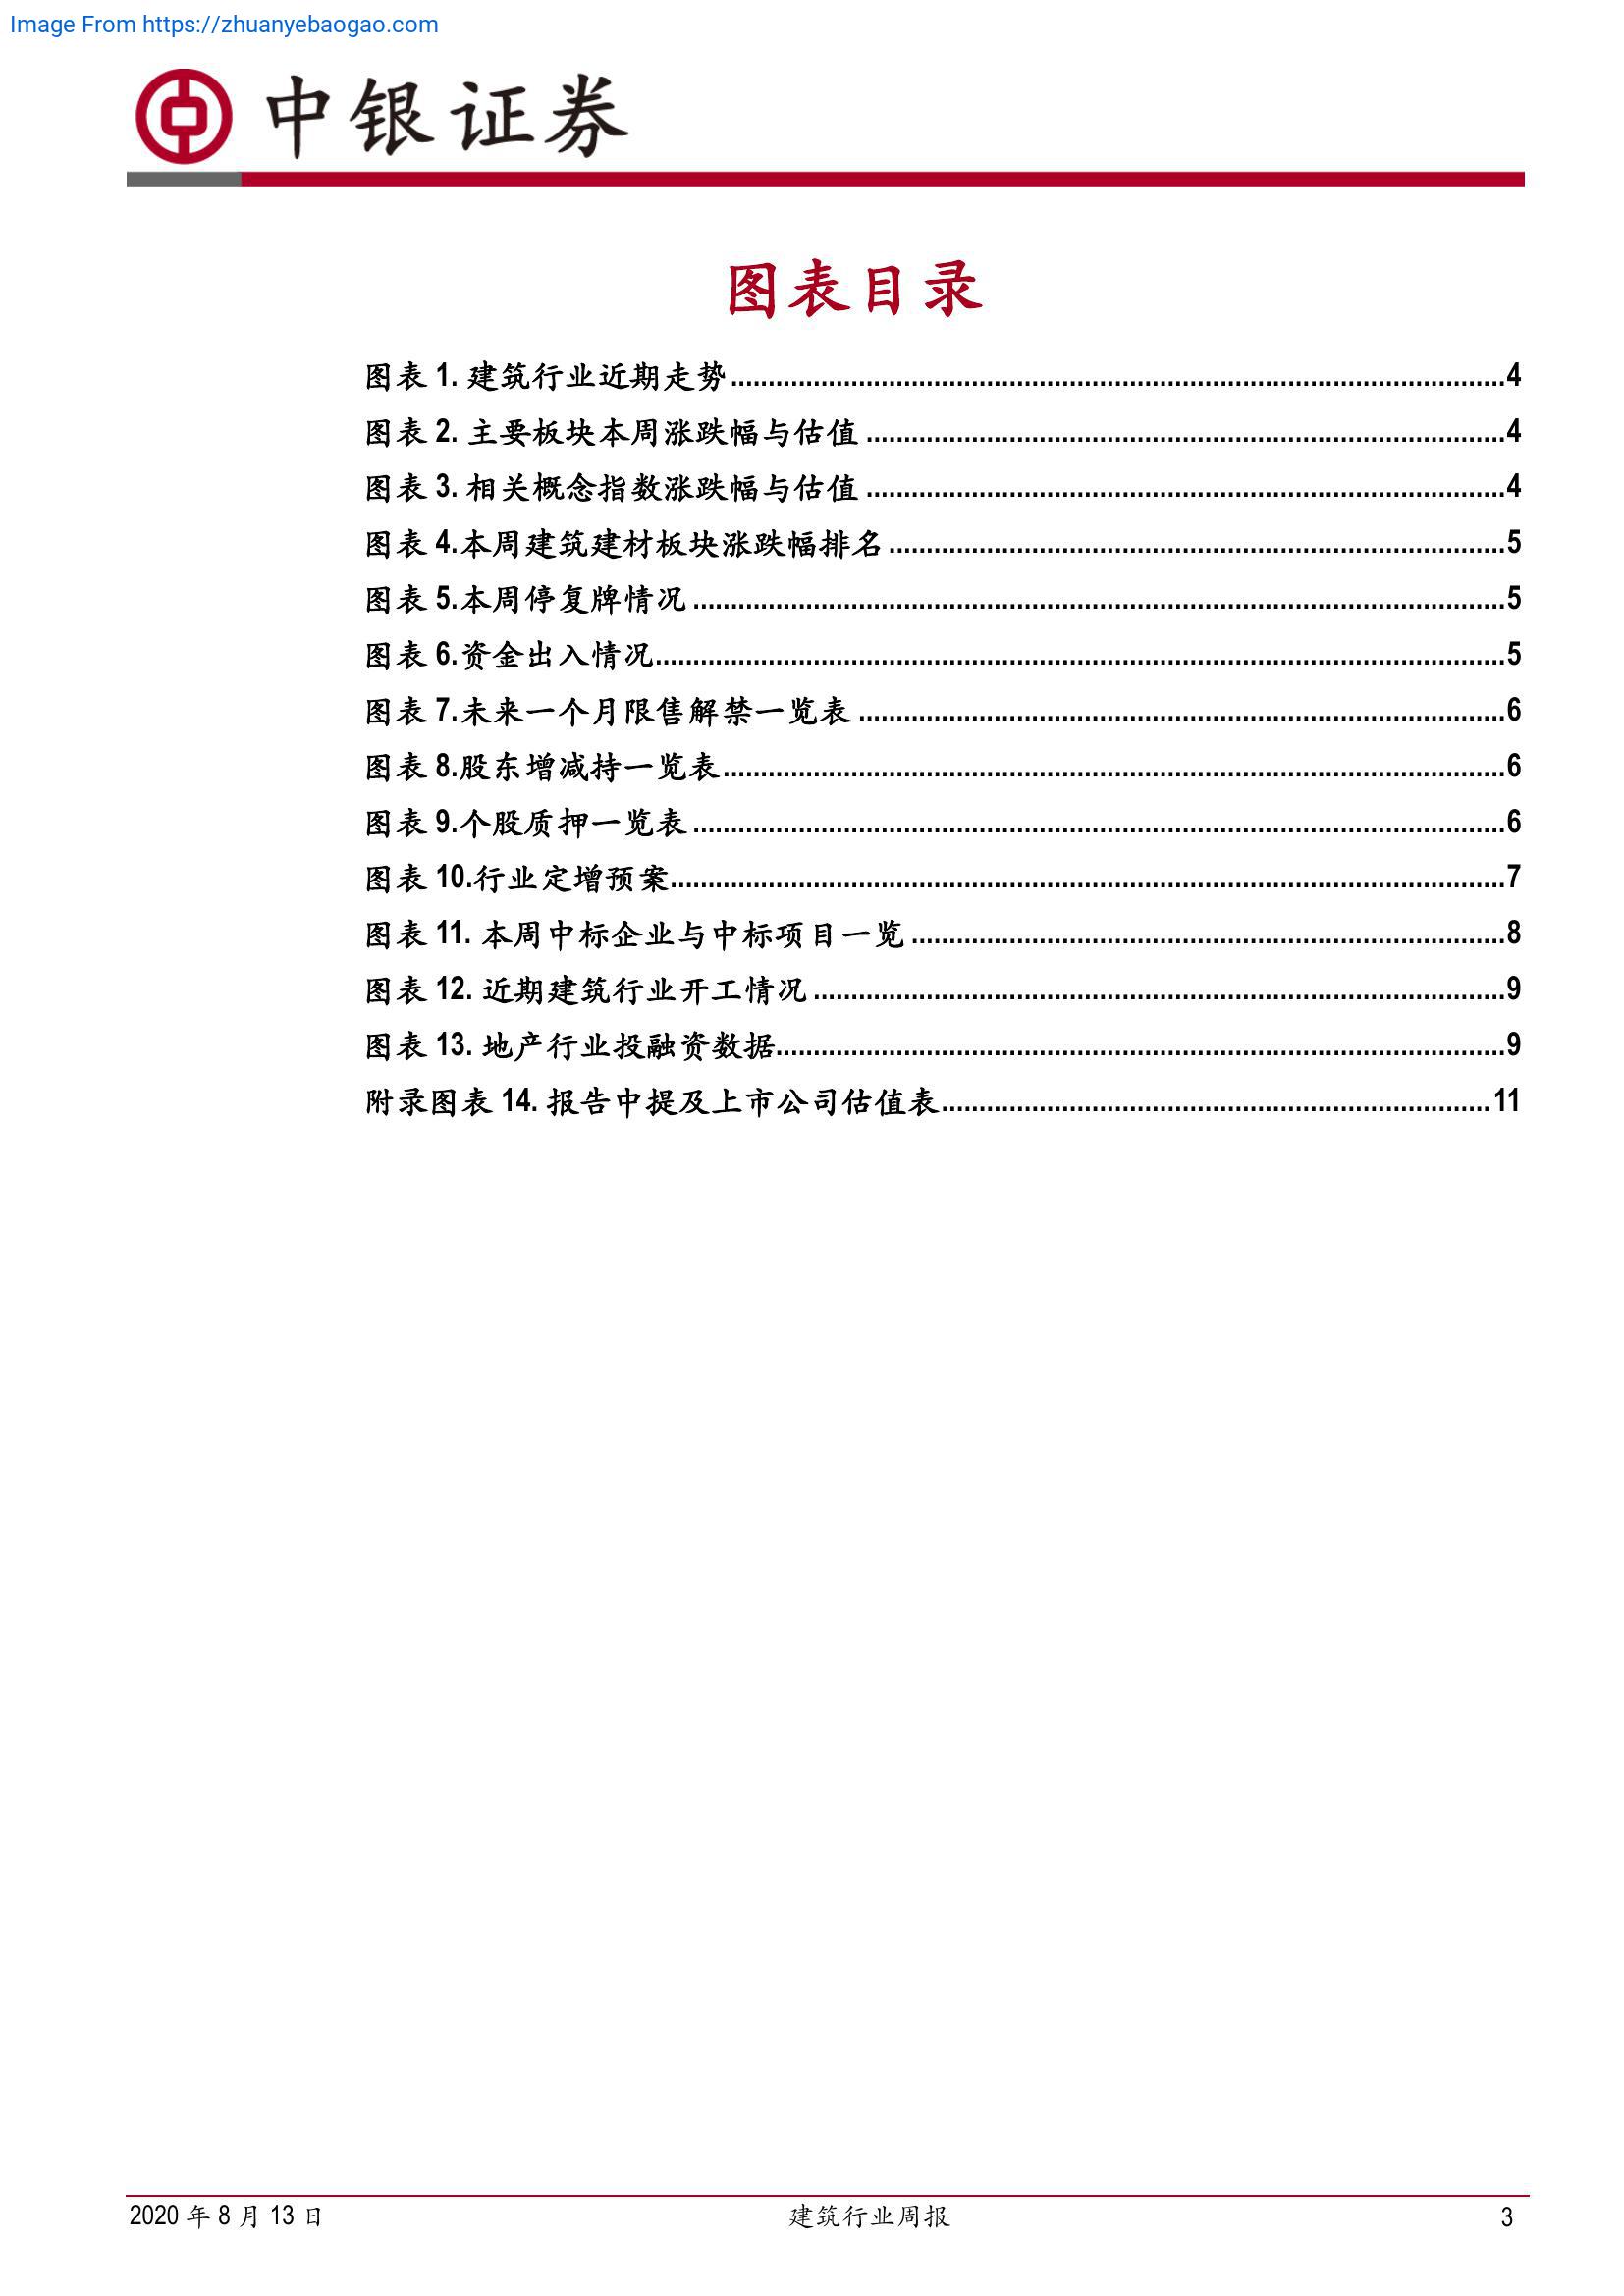 Image From https://zhuanyebaogao.com
中银证券
图表目录
图表 1. 建筑行业近期走势................................................................4
图表 2. 主要板块本周涨跌幅与估值................................................................4
图表 3. 相关概念指数涨跌幅与估值................................................................4
图表 4.本周建筑建材板块涨跌幅排名................................................................5
图表 5.本周停复牌情况................................................................5
图表 6.资金出入情况................................................................5
图表 7.未来一个月限售解禁一览表................................................................6
图表 8.股东增减持一览表................................................................6
图表 9.个股质押一览表................................................................6
图表 10.行业定增预案................................................................7
图表 11. 本周中标企业与中标项目一览................................................................8
图表 12. 近期建筑行业开工情况................................................................9
图表 13. 地产行业投融资数据................................................................9
附录图表 14. 报告中提及上市公司估值表................................................................11
2020 年 8 月 13 日 建筑行业周报 3